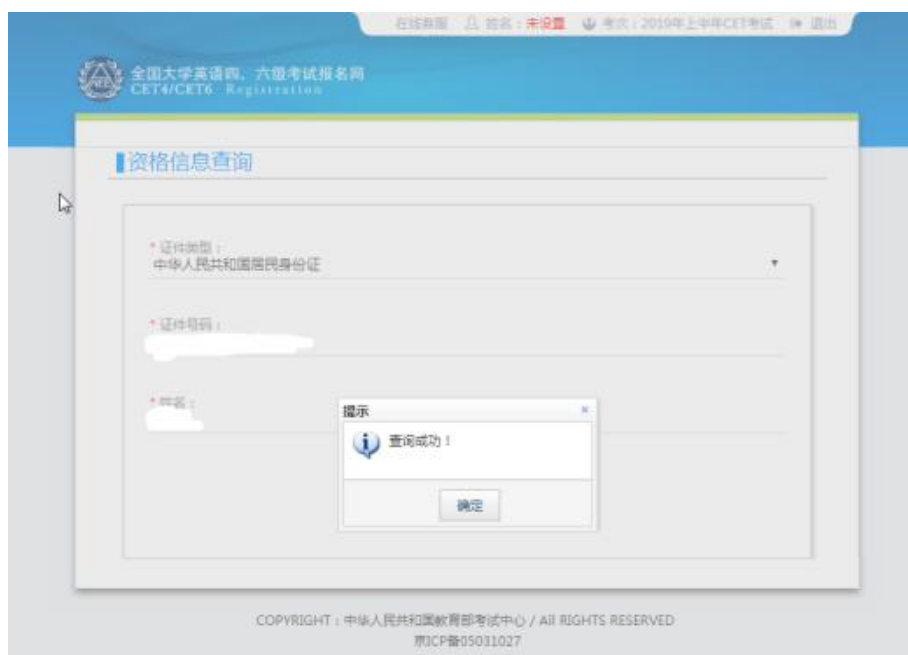 在线客服 姓名：未设置 考次：2019年上半年CET考试 退出
全国大学英语四、六级考试报名网
CET4/CET6 Registration
资格信息查询
* 证件类型：
中华人民共和国居民身份证
* 证件号码：
* 姓名：
提示
查询成功！
确定
COPYRIGHT：中华人民共和国教育部考试中心 / All RIGHTS RESERVED
京ICP备05031027